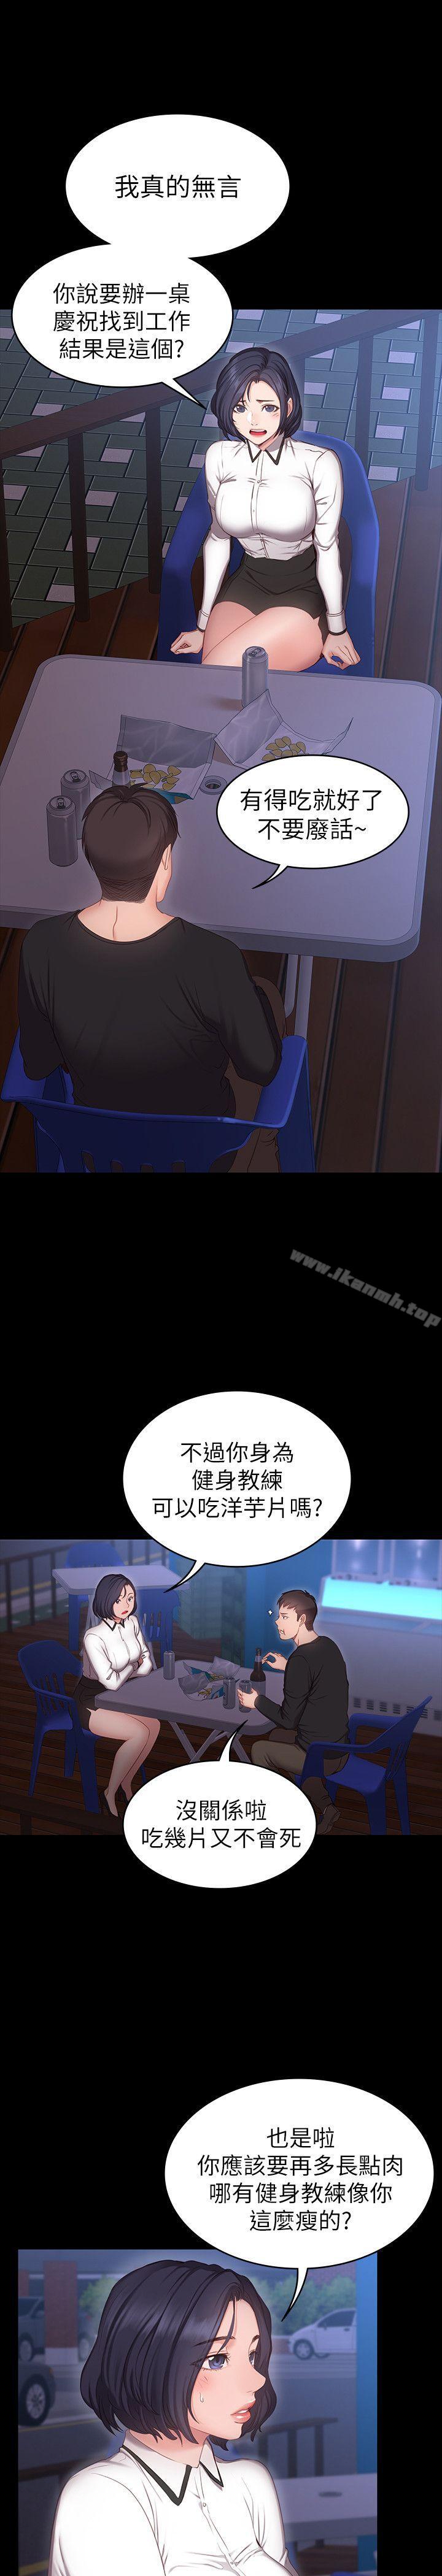 我真的無言
你說要辦一桌
慶祝找到工作
結果是這個?
有得吃就好了
不要廢話~
www.ikanmh.top
不過你身為
健身教練
可以吃洋芋片嗎?
沒關係啦
吃幾片又不會死
也是啦
你應該要再多長點肉
哪有健身教練像你
這麼瘦的?